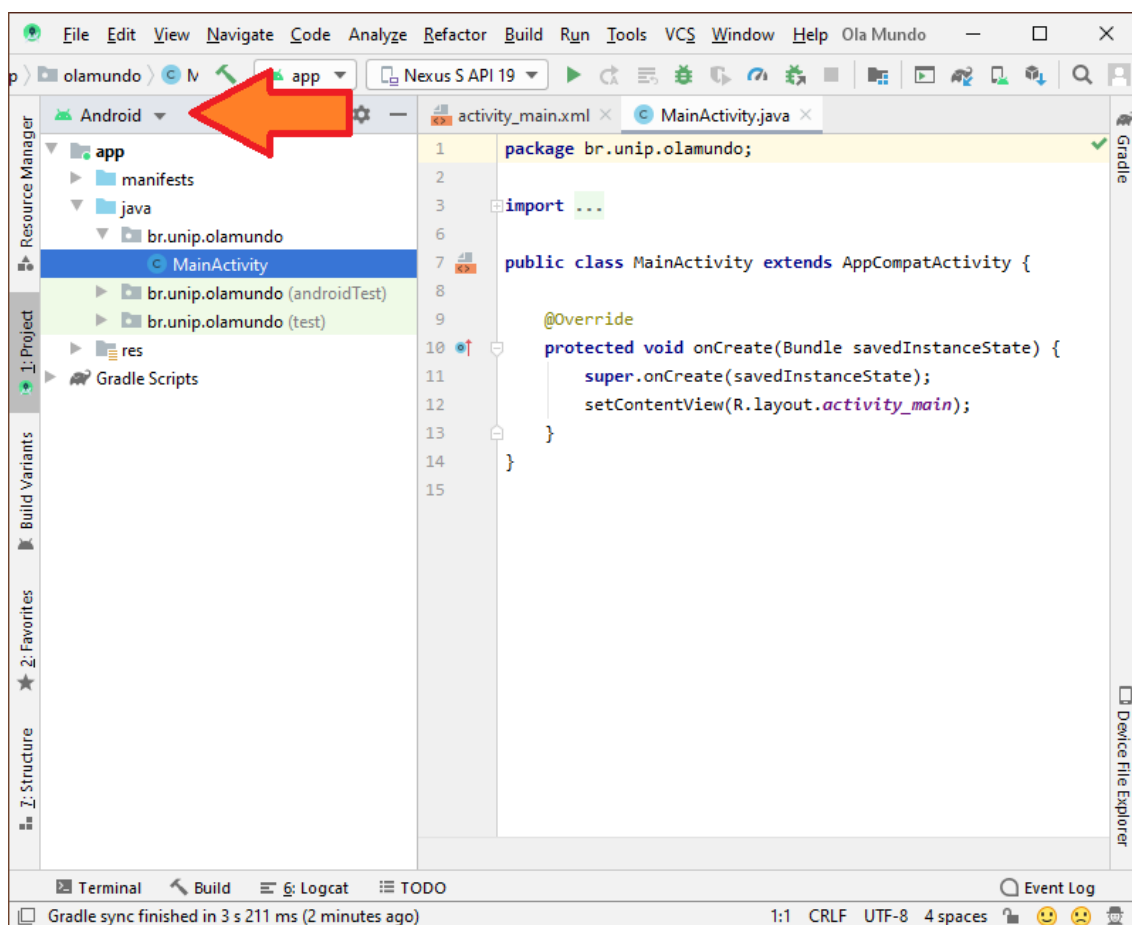 File Edit View Navigate Code Analyze Refactor Build Run Tools VCS Window Help Ola Mundo
p olamundo M app Nexus S API 19
Android
activity_main.xml MainActivity.java
Resource Manager
1: Project
Build Variants
2: Favorites
7: Structure
app
manifests
java
br.unip.olamundo
MainActivity
br.unip.olamundo (androidTest)
br.unip.olamundo (test)
res
Gradle Scripts
1 package br.unip.olamundo;
2
3 import ...
6
7 public class MainActivity extends AppCompatActivity {
8
9 @Override
10 protected void onCreate(Bundle savedInstanceState) {
11 super.onCreate(savedInstanceState);
12 setContentView(R.layout.activity_main);
13 }
14 }
15
Gradle
Device File Explorer
Terminal Build 6: Logcat TODO Event Log
Gradle sync finished in 3 s 211 ms (2 minutes ago) 1:1 CRLF UTF-8 4 spaces